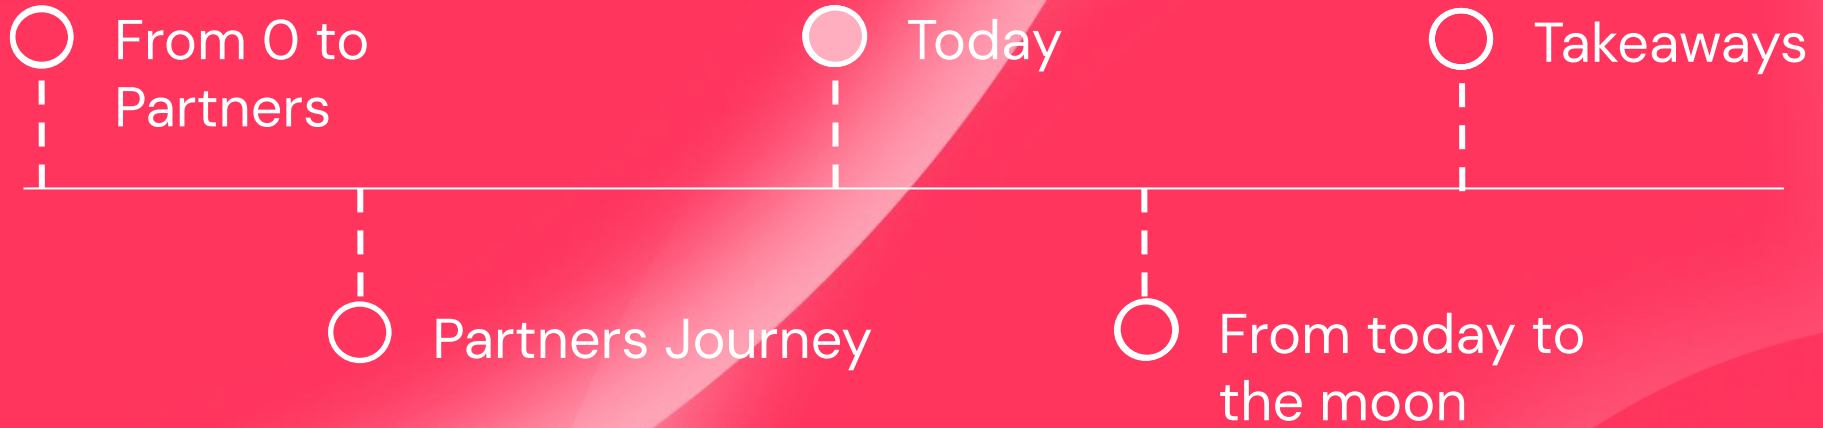 From 0 to
Partners
Today
Takeaways
Partners Journey
From today to
the moon